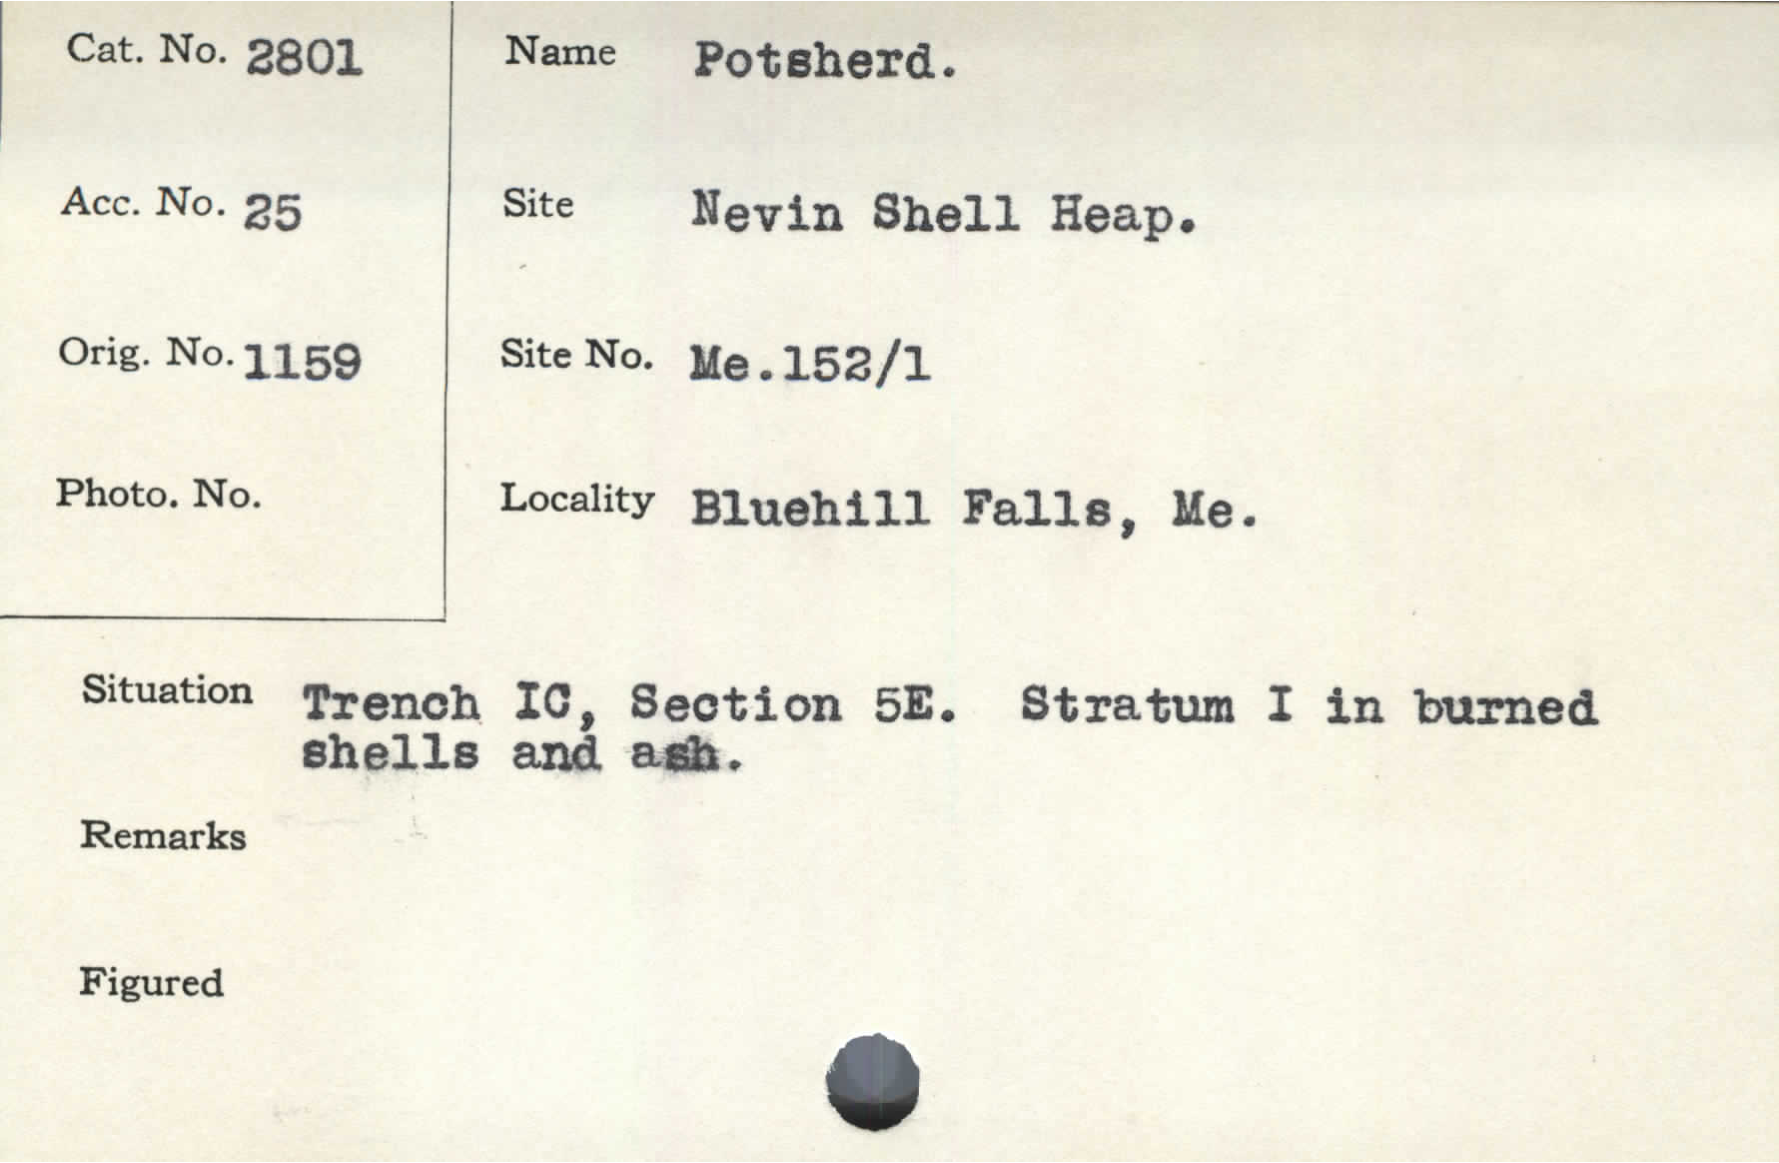 Cat. No. 2801
Name Potsherd.
Acc. No. 25
Site Nevin Shell Heap.
Orig. No. 1159
Site No. Me.152/1
Photo. No.
Locality Bluehill Falls, Me.
Situation Trench IC, Section 5E. Stratum I in burned
shells and ash.
Remarks
Figured